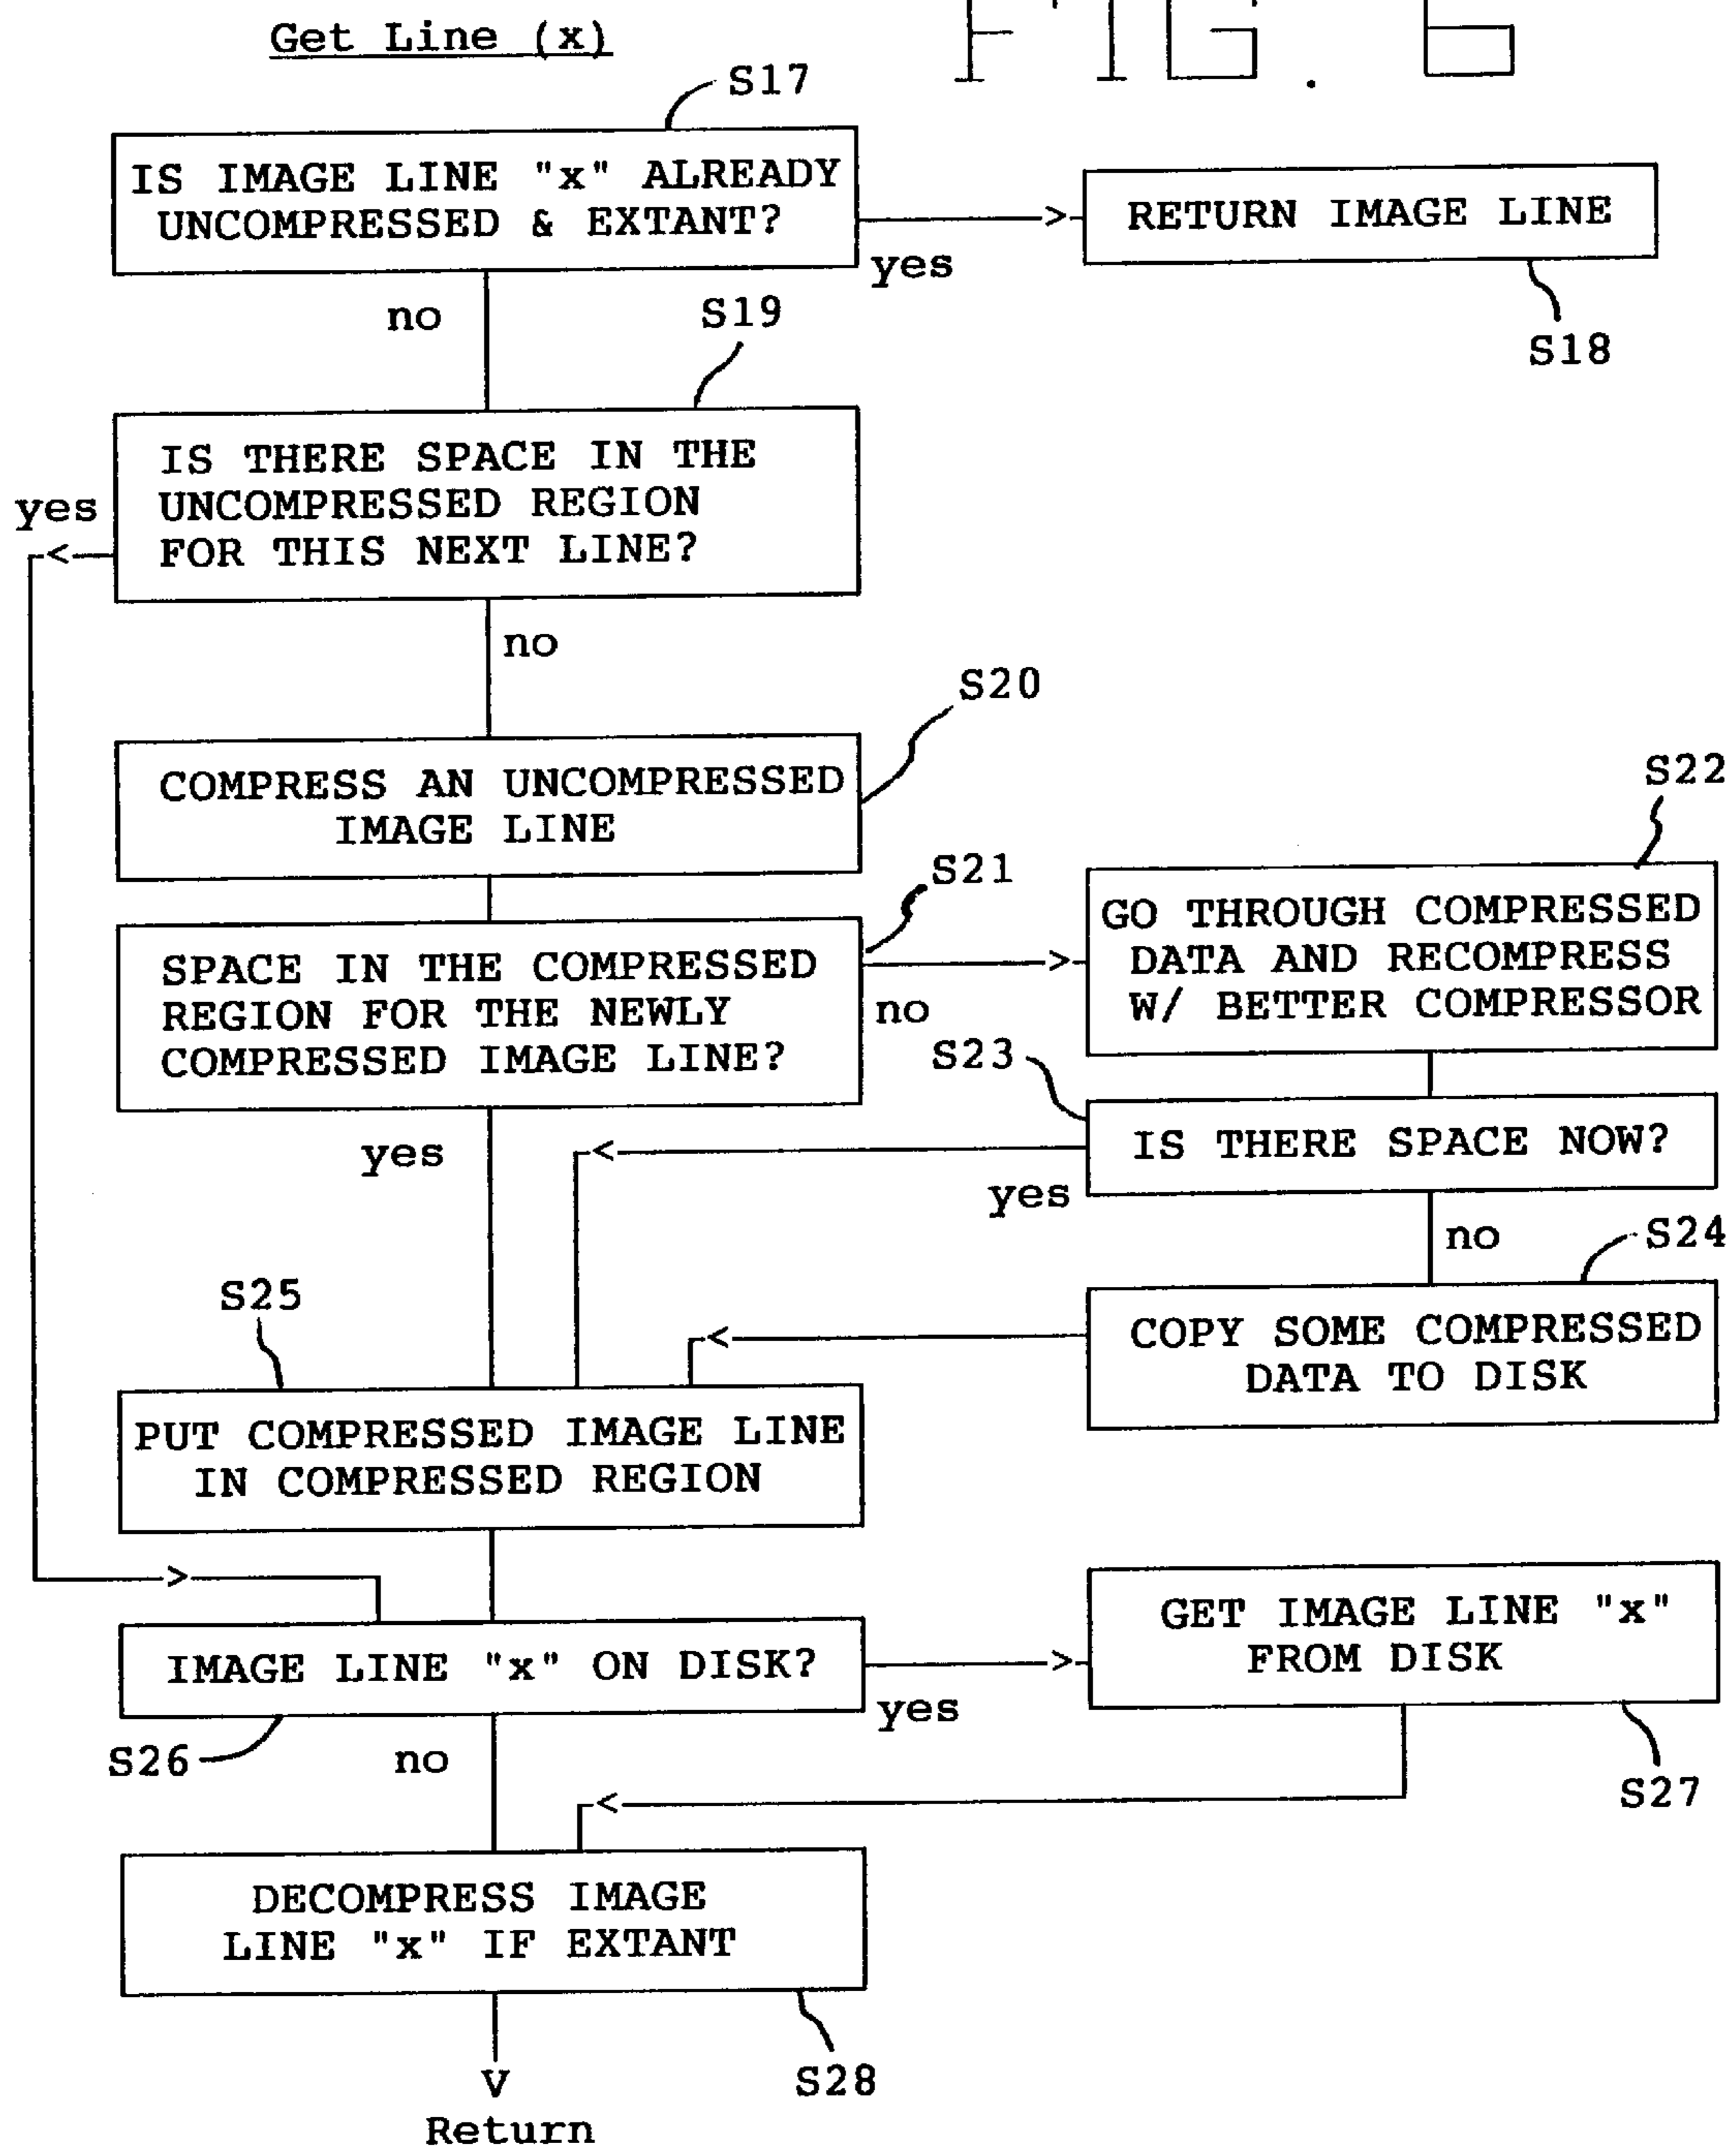 Get Line (x)
FIG. 6
S17
IS IMAGE LINE "x" ALREADY
UNCOMPRESSED & EXTANT?
yes
RETURN IMAGE LINE
S18
no
S19
IS THERE SPACE IN THE
UNCOMPRESSED REGION
FOR THIS NEXT LINE?
yes
no
S20
COMPRESS AN UNCOMPRESSED
IMAGE LINE
S21
SPACE IN THE COMPRESSED
REGION FOR THE NEWLY
COMPRESSED IMAGE LINE?
no
S22
GO THROUGH COMPRESSED
DATA AND RECOMPRESS
W/ BETTER COMPRESSOR
S23
IS THERE SPACE NOW?
yes
yes
no
S24
COPY SOME COMPRESSED
DATA TO DISK
S25
PUT COMPRESSED IMAGE LINE
IN COMPRESSED REGION
IMAGE LINE "x" ON DISK?
yes
S26
no
GET IMAGE LINE "x"
FROM DISK
S27
DECOMPRESS IMAGE
LINE "x" IF EXTANT
S28
V
Return